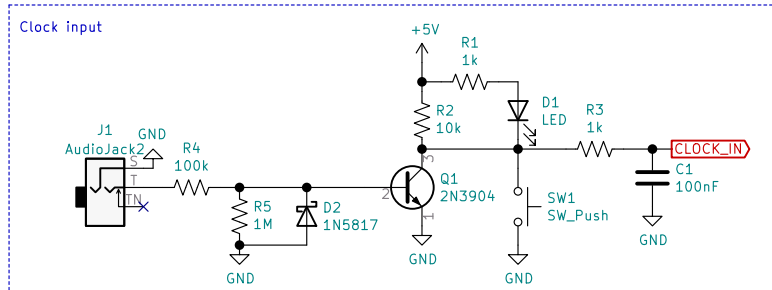 Clock input
+5V
R1
1k
D1
LED
R2
10k
R3
1k
CLOCK_IN
C1
100nF
GND
J1
AudioJack2
GND
S
T
TN
R4
100k
R5
1M
D2
1N5817
GND
2
3
1
Q1
2N3904
GND
SW1
SW_Push
GND